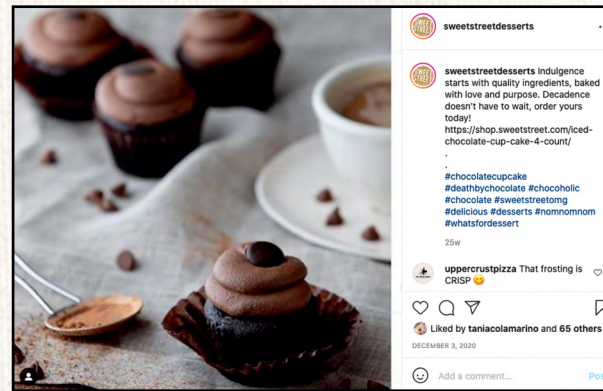 sweetstreetdesserts
sweetstreetdesserts Indulgence
starts with quality ingredients, baked
with love and purpose. Decadence
doesn't have to wait, order yours
today!
https://shop.sweetstreet.com/iced-
chocolate-cup-cake-4-count/
.
.
#chocolatecupcake
#deathbychocolate #chocoholic
#chocolate #sweetstreetomg
#delicious #desserts #nomnomnom
#whatsfordessert
25w
uppercrustpizza That frosting is
CRISP 😋
Liked by taniacolamarino and 65 others
DECEMBER 3, 2020
Add a comment...